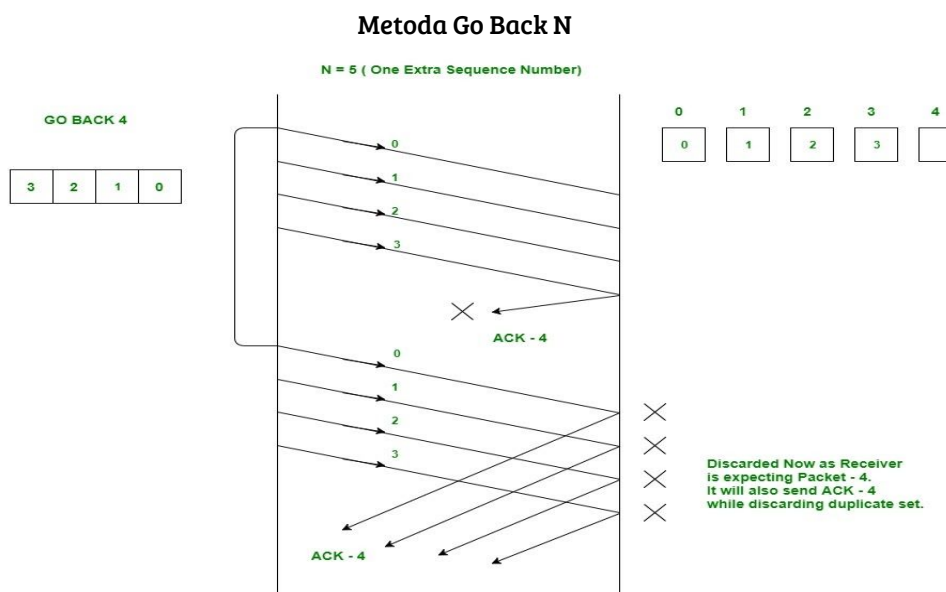 Metoda Go Back N
N = 5 ( One Extra Sequence Number)
GO BACK 4
3 2 1 0
0 1 2 3 4
0 1 2 3
0
1
2
3
ACK - 4
0
1
2
3
Discarded Now as Receiver
is expecting Packet - 4.
It will also send ACK - 4
while discarding duplicate set.
ACK - 4